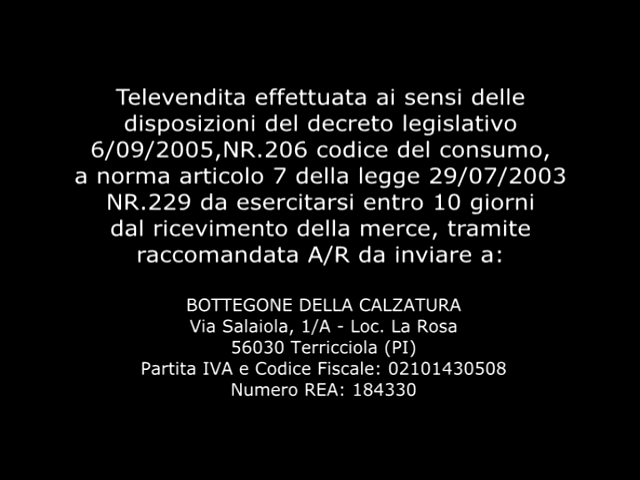 Televendita effettuata ai sensi delle
disposizioni del decreto legislativo
6/09/2005,NR.206 codice del consumo,
a norma articolo 7 della legge 29/07/2003
NR.229 da esercitarsi entro 10 giorni
dal ricevimento della merce, tramite
raccomandata A/R da inviare a:
BOTTEGONE DELLA CALZATURA
Via Salaiola, 1/A - Loc. La Rosa
56030 Terricciola (PI)
Partita IVA e Codice Fiscale: 02101430508
Numero REA: 184330